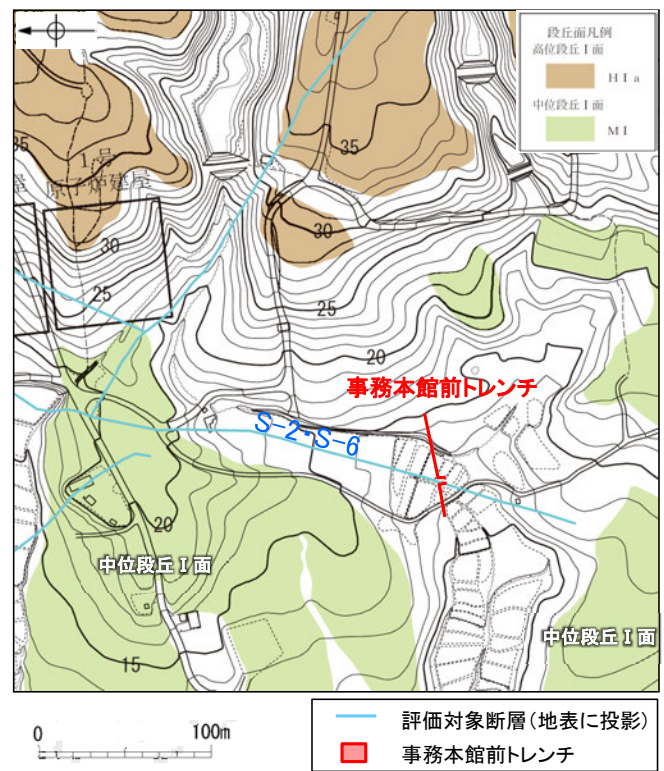 段丘面凡例
高位段丘Ⅰ面
HⅠa
中位段丘Ⅰ面
MⅠ
35
35
1号
原子炉建屋
屋
30
30
25
25
20
事務本館前トレンチ
S-2・S-6
20
中位段丘Ⅰ面
中位段丘Ⅰ面
15
0 100m
評価対象断層(地表に投影)
事務本館前トレンチ